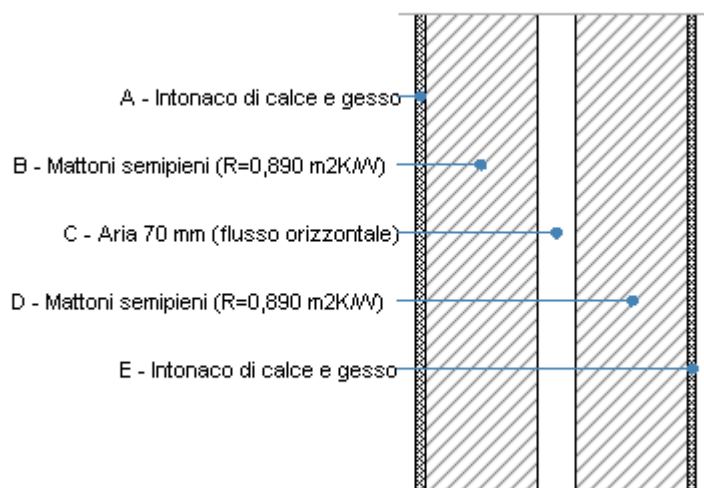 A - Intonaco di calce e gesso
B - Mattoni semipieni (R=0,890 m2K/W)
C - Aria 70 mm (flusso orizzontale)
D - Mattoni semipieni (R=0,890 m2K/W)
E - Intonaco di calce e gesso